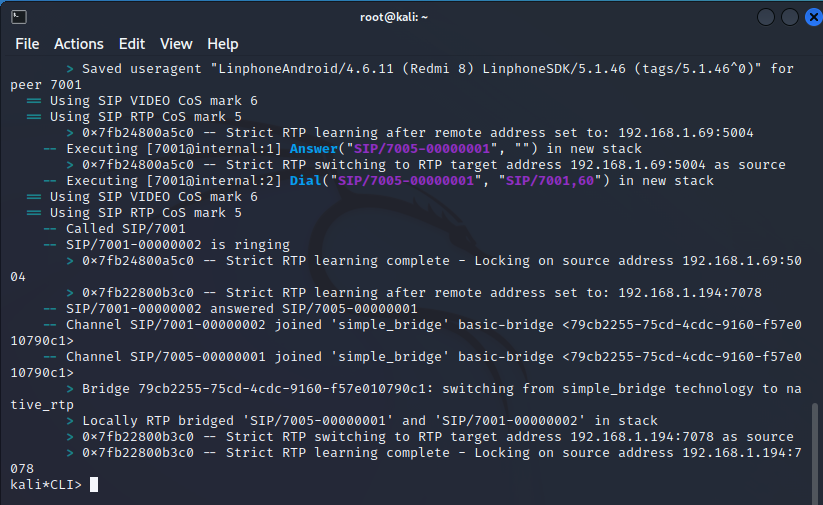 root@kali: ~
File Actions Edit View Help
> Saved useragent "LinphoneAndroid/4.6.11 (Redmi 8) LinphoneSDK/5.1.46 (tags/5.1.46^0)" for
peer 7001
== Using SIP VIDEO CoS mark 6
== Using SIP RTP CoS mark 5
> 0x7fb24800a5c0 -- Strict RTP learning after remote address set to: 192.168.1.69:5004
-- Executing [7001@internal:1] Answer("SIP/7005-00000001", "") in new stack
> 0x7fb24800a5c0 -- Strict RTP switching to RTP target address 192.168.1.69:5004 as source
-- Executing [7001@internal:2] Dial("SIP/7005-00000001", "SIP/7001,60") in new stack
== Using SIP VIDEO CoS mark 6
== Using SIP RTP CoS mark 5
-- Called SIP/7001
-- SIP/7001-00000002 is ringing
> 0x7fb24800a5c0 -- Strict RTP learning complete - Locking on source address 192.168.1.69:50
04
> 0x7fb22800b3c0 -- Strict RTP learning after remote address set to: 192.168.1.194:7078
-- SIP/7001-00000002 answered SIP/7005-00000001
-- Channel SIP/7001-00000002 joined 'simple_bridge' basic-bridge <79cb2255-75cd-4cdc-9160-f57e0
10790c1>
-- Channel SIP/7005-00000001 joined 'simple_bridge' basic-bridge <79cb2255-75cd-4cdc-9160-f57e0
10790c1>
> Bridge 79cb2255-75cd-4cdc-9160-f57e010790c1: switching from simple_bridge technology to na
tive_rtp
> Locally RTP bridged 'SIP/7005-00000001' and 'SIP/7001-00000002' in stack
> 0x7fb22800b3c0 -- Strict RTP switching to RTP target address 192.168.1.194:7078 as source
> 0x7fb22800b3c0 -- Strict RTP learning complete - Locking on source address 192.168.1.194:7
078
kali*CLI>